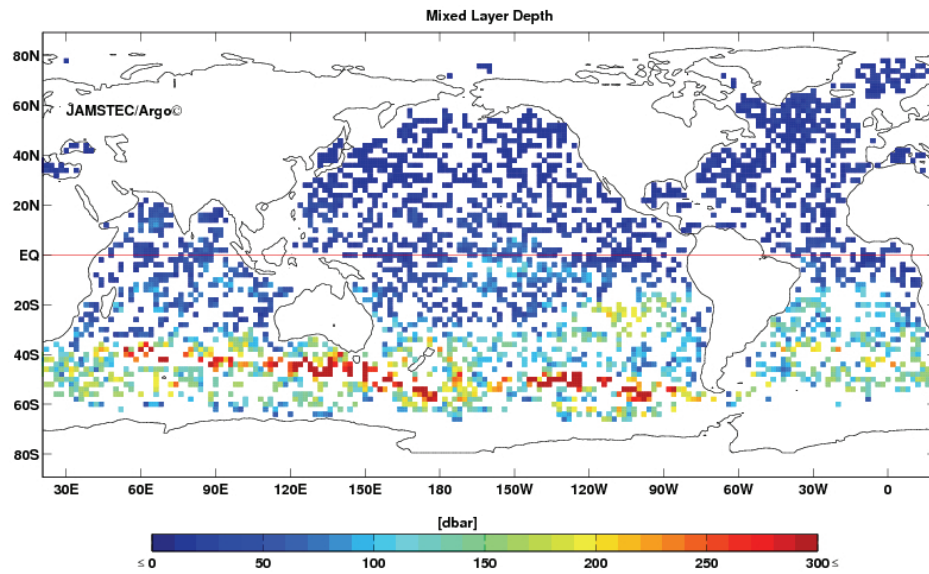 Mixed Layer Depth
80N
60N
JAMSTEC/Argo©
40N
20N
EQ
20S
40S
60S
80S
30E 60E 90E 120E 150E 180 150W 120W 90W 60W 30W 0
[dbar]
≤ 0 50 100 150 200 250 300 ≤